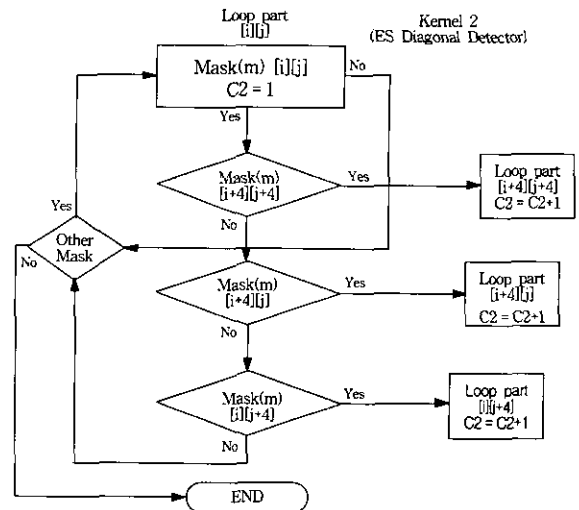 Loop part
[i][j]
Kernel 2
(ES Diagonal Detector)
Mask(m) [i][j]
C2 = 1
No
Yes
Mask(m)
[i+4][j+4]
Yes
No
Loop part
[i+4][j+4]
C2 = C2+1
Yes
Other
Mask
No
Mask(m)
[i+4][j]
Yes
No
Loop part
[i+4][j]
C2 = C2+1
Mask(m)
[i][j+4]
Yes
No
Loop part
[i][j+4]
C2 = C2+1
END